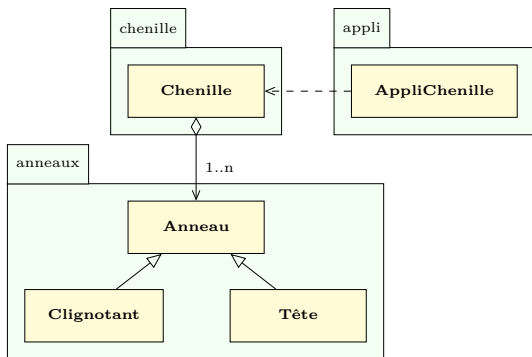 chenille
appli
Chenille
AppliChenille
1..n
anneaux
Anneau
Clignotant
Tête